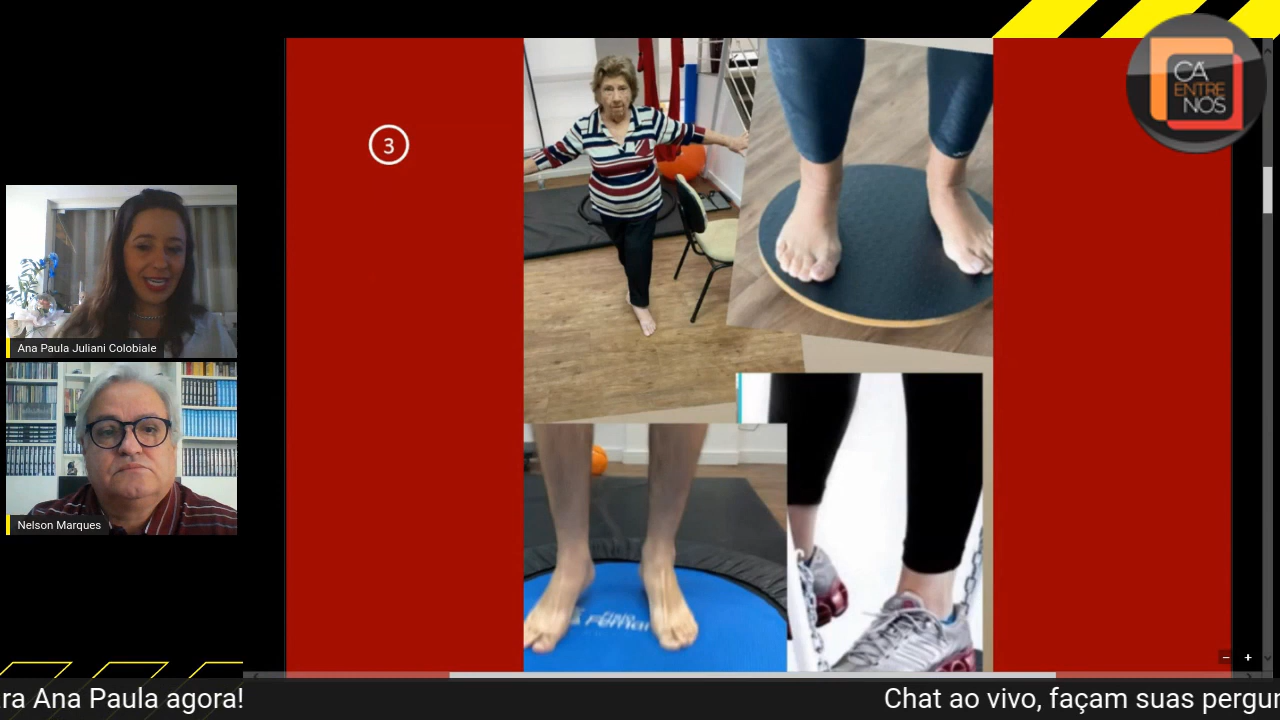 CÁ
ENTRE
NÓS
3
Ana Paula Juliani Colobiale
Nelson Marques
ra Ana Paula agora!
Chat ao vivo, façam suas pergur